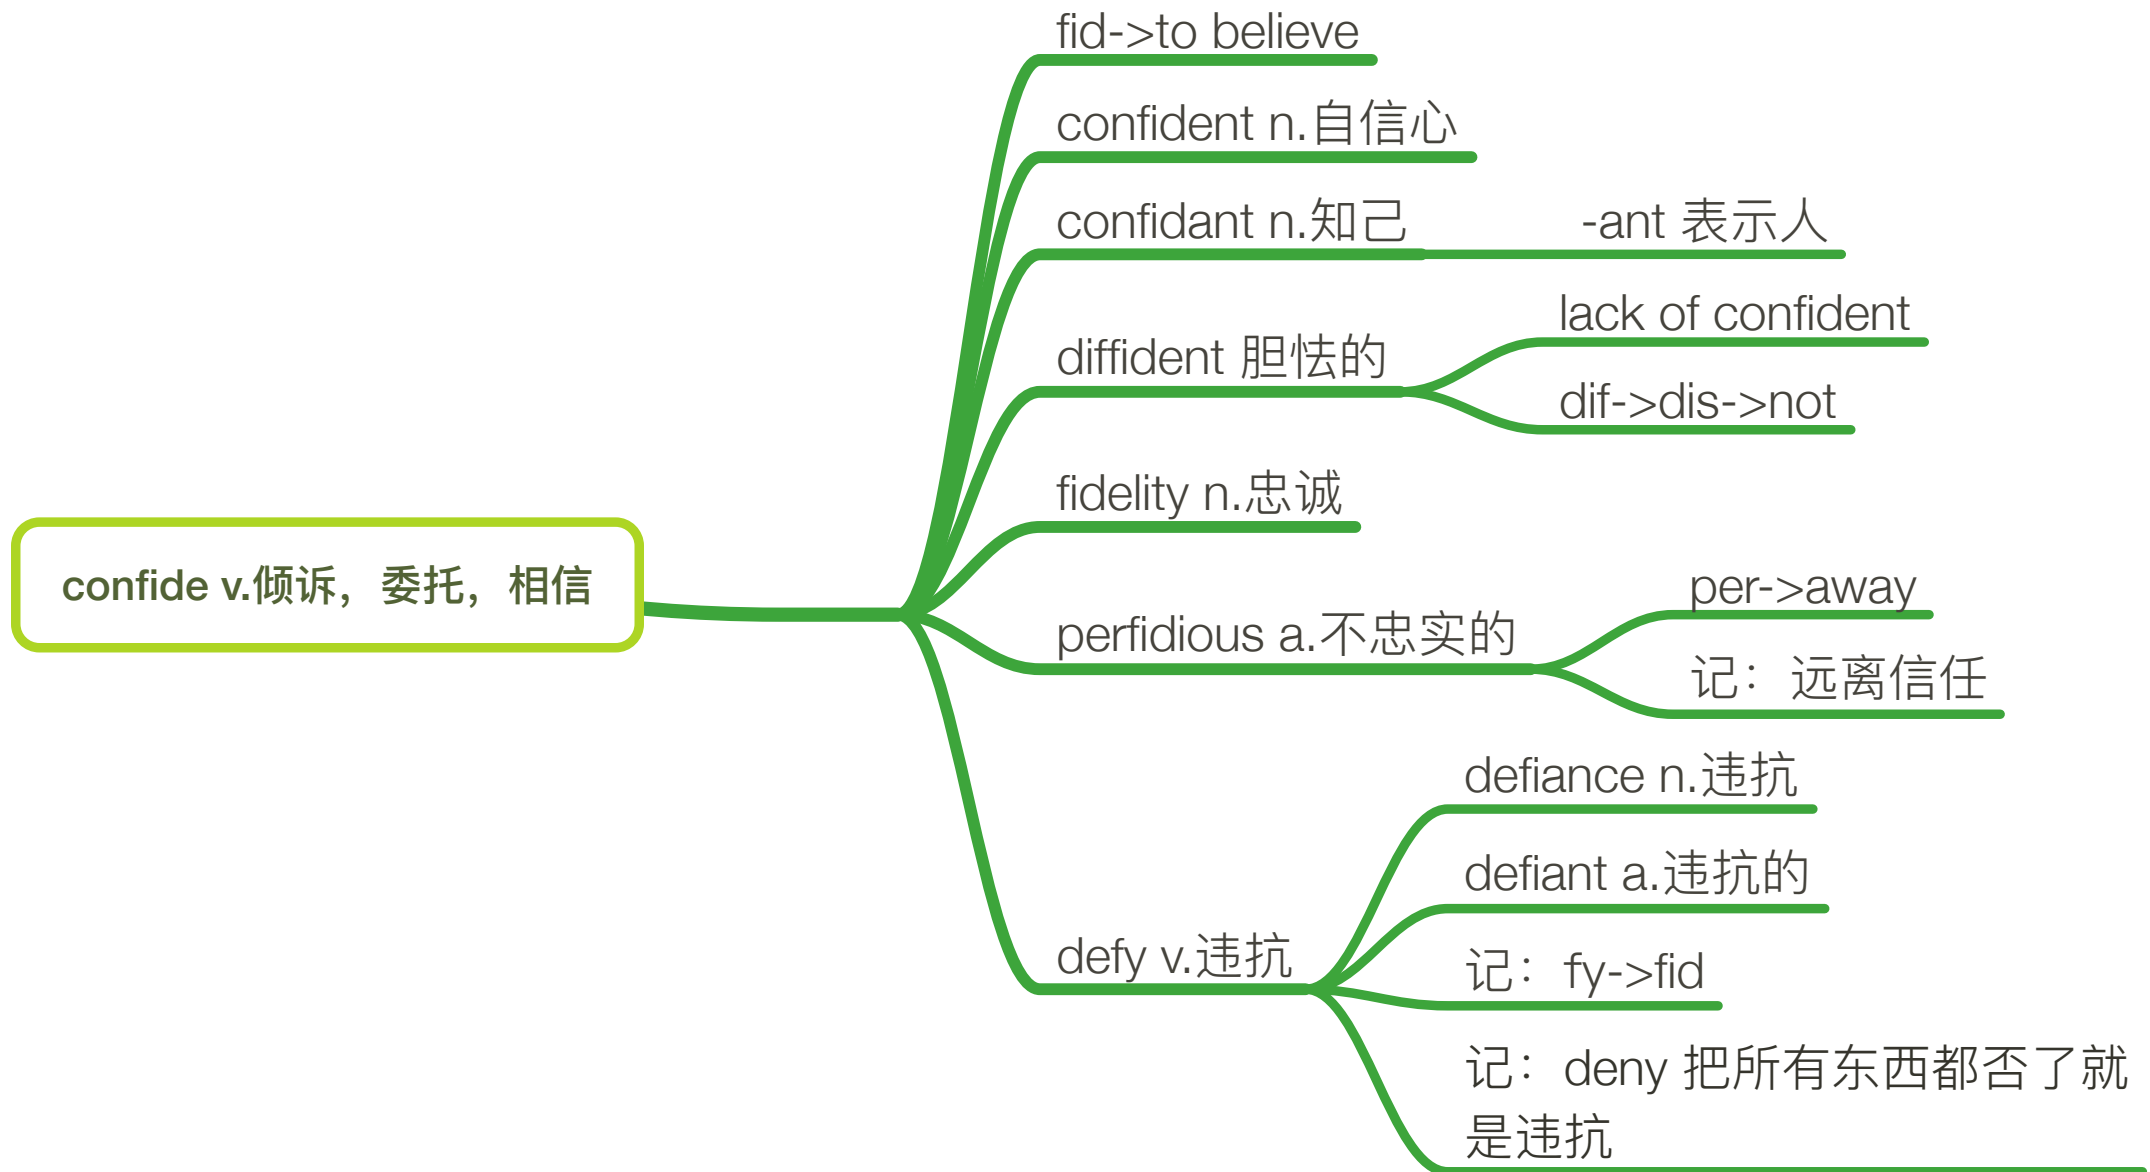 confide v.倾诉，委托，相信
fid->to believe
confident n.自信心
confidant n.知己
-ant 表示人
diffident 胆怯的
lack of confident
dif->dis->not
fidelity n.忠诚
perfidious a.不忠实的
per->away
记：远离信任
defy v.违抗
defiance n.违抗
defiant a.违抗的
记：fy->fid
记：deny 把所有东西都否了就
是违抗